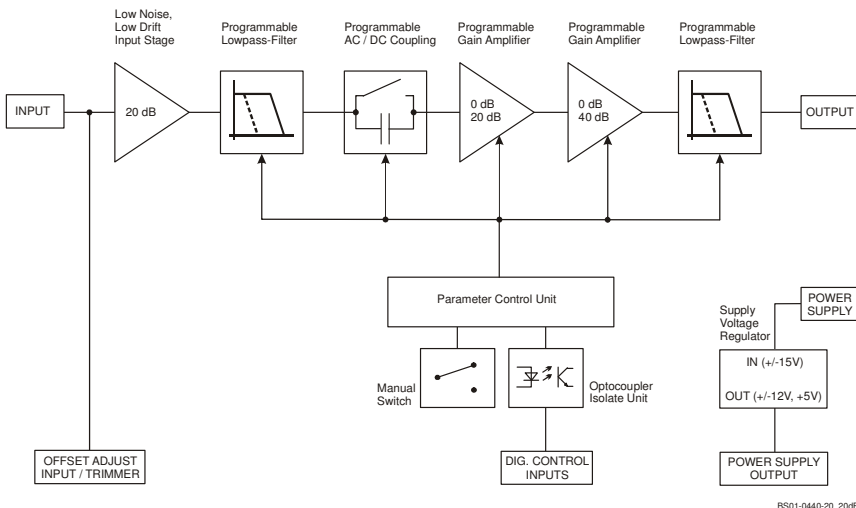 Low Noise,
Low Drift
Input Stage
Programmable
Lowpass-Filter
Programmable
AC / DC Coupling
Programmable
Gain Amplifier
Programmable
Gain Amplifier
Programmable
Lowpass-Filter
INPUT
20 dB
0 dB
20 dB
0 dB
40 dB
OUTPUT
Parameter Control Unit
Manual
Switch
Optocoupler
Isolate Unit
Supply
Voltage
Regulator
POWER
SUPPLY
IN (+/-15V)
OUT (+/-12V, +5V)
OFFSET ADJUST
INPUT / TRIMMER
DIG. CONTROL
INPUTS
POWER SUPPLY
OUTPUT
BS01-0440-20_20dB